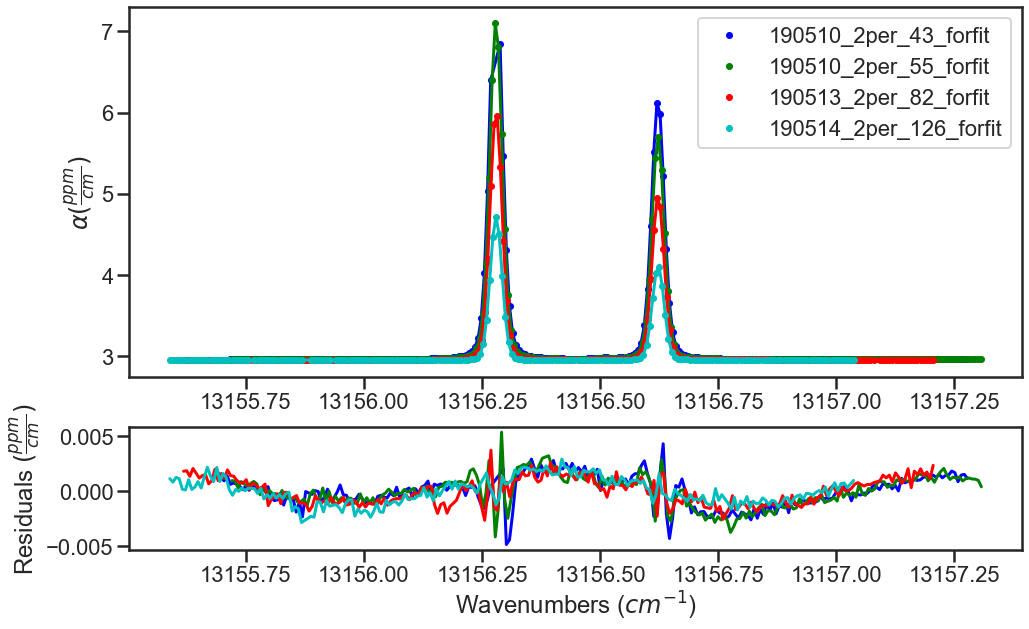 α(ppm/cm)
7
6
5
4
3
190510_2per_43_forfit
190510_2per_55_forfit
190513_2per_82_forfit
190514_2per_126_forfit
13155.75 13156.00 13156.25 13156.50 13156.75 13157.00 13157.25
Residuals (ppm/cm)
0.005
0.000
−0.005
13155.75 13156.00 13156.25 13156.50 13156.75 13157.00 13157.25
Wavenumbers (cm⁻¹)